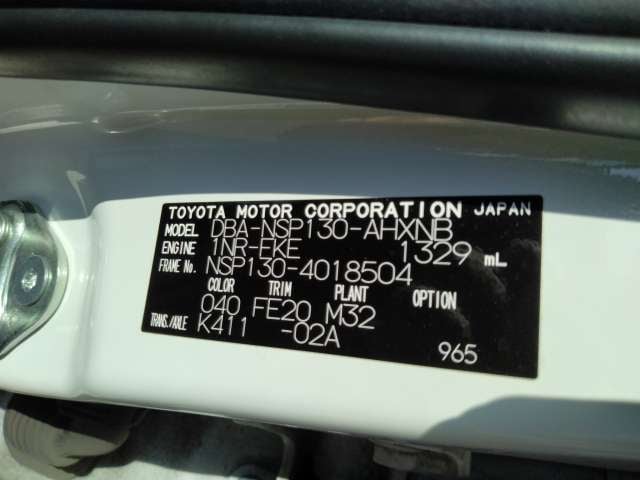 TOYOTA MOTOR CORPORATION JAPAN
MODEL DBA-NSP130-AHXNB
ENGINE 1NR-FKE 1329 mL
FRAME No. NSP130-4018504
COLOR TRIM PLANT OPTION
040 FE20 M32
TRANS./AXLE K411 -02A
965